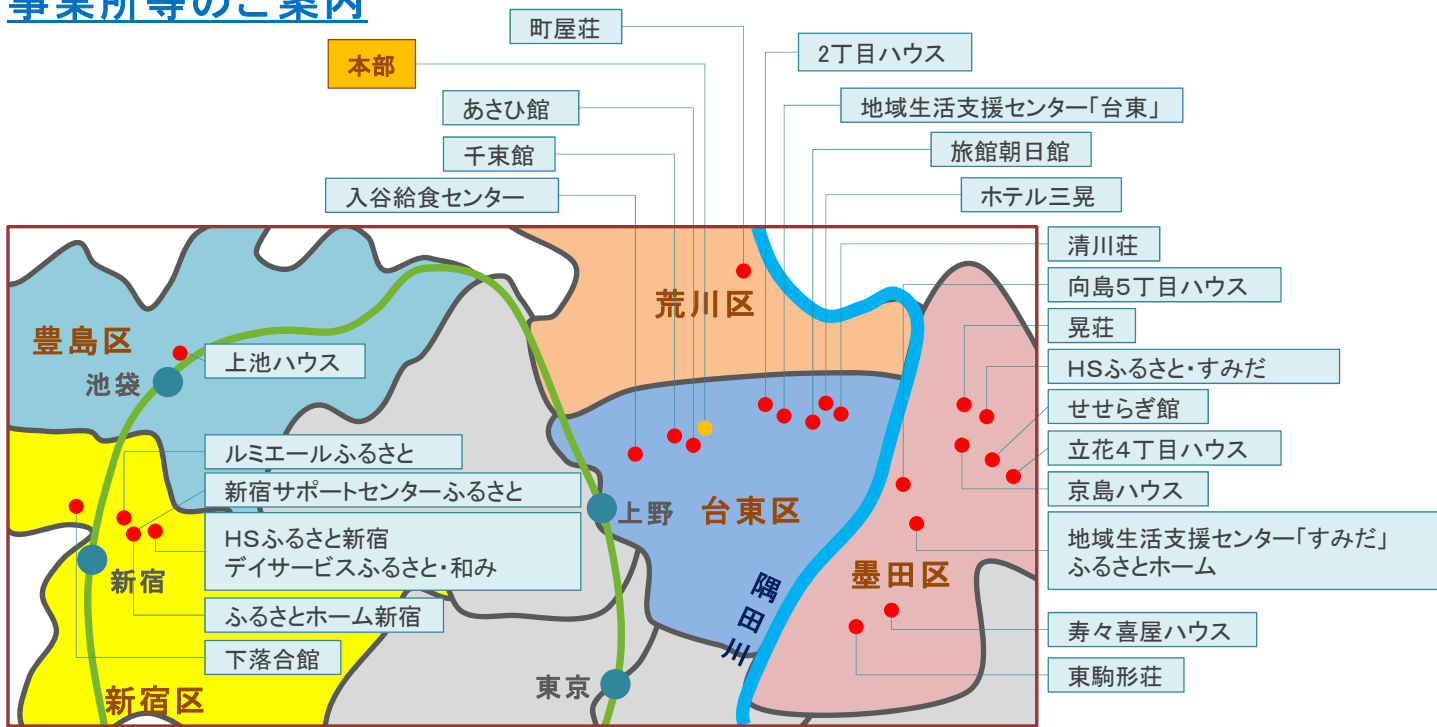 事業所等のご案内
町屋荘
2丁目ハウス
本部
地域生活支援センター「台東」
あさひ館
旅館朝日館
千束館
ホテル三晃
入谷給食センター
清川荘
向島5丁目ハウス
晃荘
HSふるさと・すみだ
せせらぎ館
立花4丁目ハウス
京島ハウス
地域生活支援センター「すみだ」
ふるさとホーム
寿々喜屋ハウス
東駒形荘
荒川区
豊島区
池袋
上池ハウス
ルミエールふるさと
新宿サポートセンターふるさと
HSふるさと新宿
デイサービスふるさと・和み
ふるさとホーム新宿
下落合館
新宿
新宿区
上野
台東区
墨田区
隅田川
東京